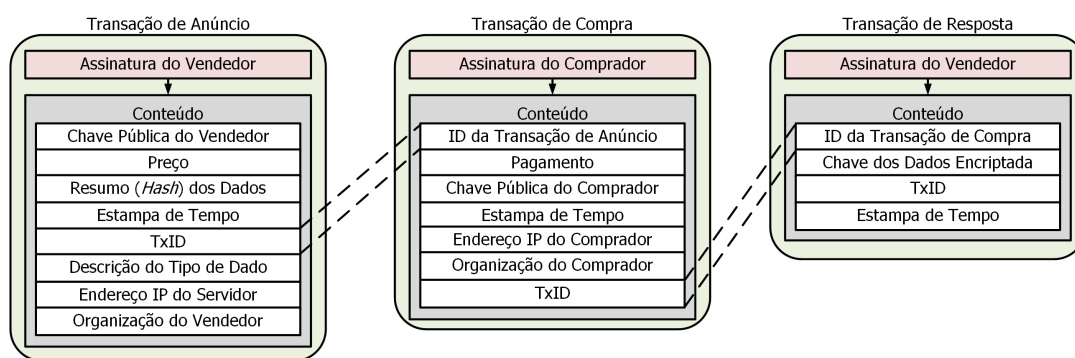 Transação de Anúncio
Assinatura do Vendedor
Conteúdo
Chave Pública do Vendedor
Preço
Resumo (Hash) dos Dados
Estampa de Tempo
TxID
Descrição do Tipo de Dado
Endereço IP do Servidor
Organização do Vendedor
Transação de Compra
Assinatura do Comprador
Conteúdo
ID da Transação de Anúncio
Pagamento
Chave Pública do Comprador
Estampa de Tempo
Endereço IP do Comprador
Organização do Comprador
TxID
Transação de Resposta
Assinatura do Vendedor
Conteúdo
ID da Transação de Compra
Chave dos Dados Encriptada
TxID
Estampa de Tempo